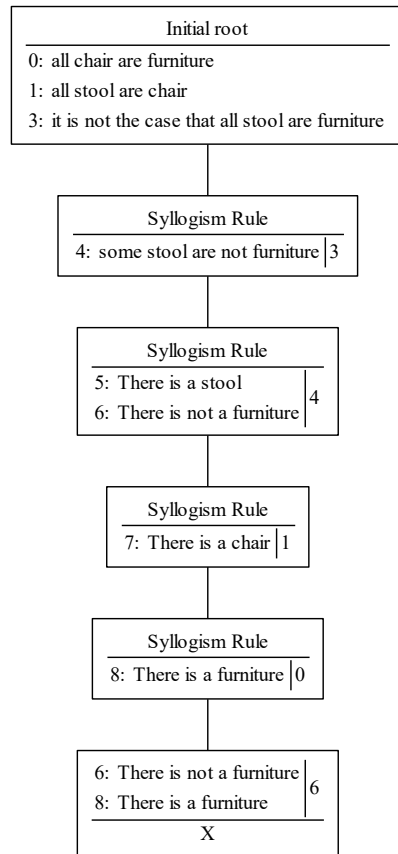 Initial root
0: all chair are furniture
1: all stool are chair
3: it is not the case that all stool are furniture
Syllogism Rule
4: some stool are not furniture 3
Syllogism Rule
5: There is a stool
6: There is not a furniture
4
Syllogism Rule
7: There is a chair 1
Syllogism Rule
8: There is a furniture 0
6: There is not a furniture
8: There is a furniture
6
X